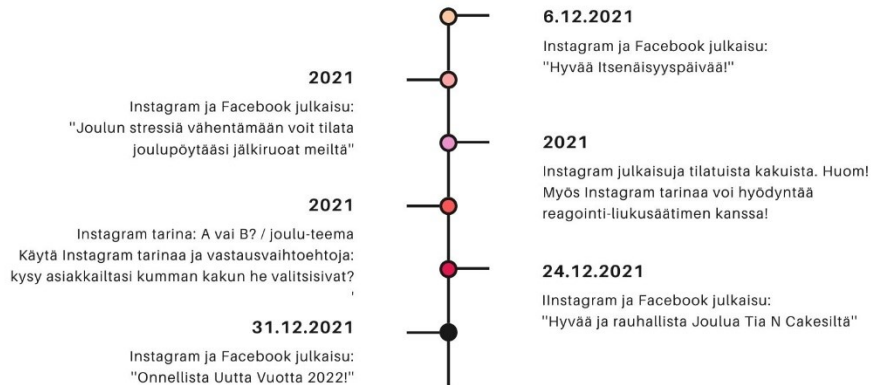 6.12.2021
Instagram ja Facebook julkaisu:
"Hyvää Itsenäisyyspäivää!"
2021
Instagram ja Facebook julkaisu:
"Joulun stressiä vähentämään voit tilata
joulupöytääsi jälkiruoat meiltä"
2021
Instagram julkaisuja tilatuista kakuista. Huom!
Myös Instagram tarinaa voi hyödyntää
reagointi-liukusäätimen kanssa!
2021
Instagram tarina: A vai B? / joulu-teema
Käytä Instagram tarinaa ja vastausvaihtoehtoja:
kysy asiakkailtasi kumman kakun he valitsisivat?
'
24.12.2021
IInstagram ja Facebook julkaisu:
"Hyvää ja rauhallista Joulua Tia N Cakesiltä"
31.12.2021
Instagram ja Facebook julkaisu:
"Onnellista Uutta Vuotta 2022!"